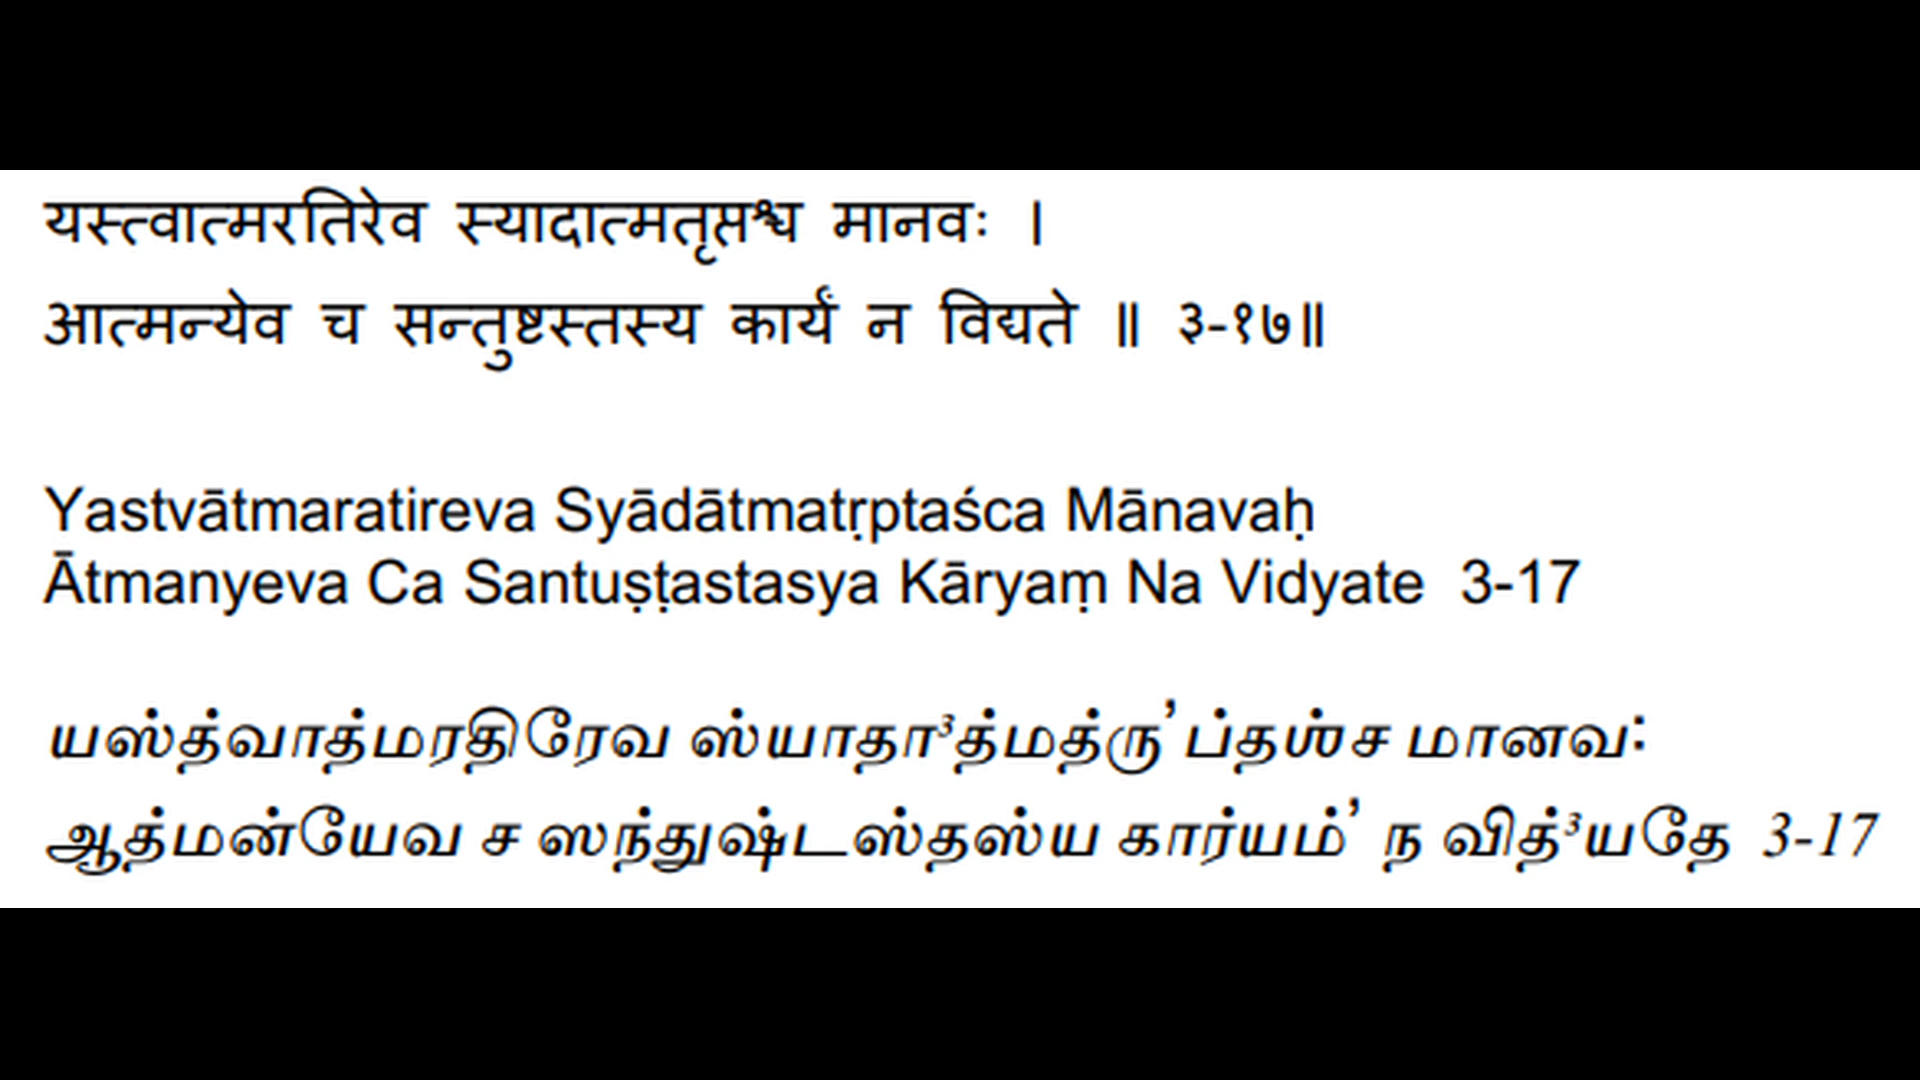 यस्त्वात्मरतिरेव स्यादात्मतृप्तश्च मानवः ।
आत्मन्येव च सन्तुष्टस्तस्य कार्यं न विद्यते ॥ ३-१७॥
Yastvātmaratireva Syādātmatṛptaśca Mānavaḥ
Ātmanyeva Ca Santuṣṭastasya Kāryaṃ Na Vidyate 3-17
யஸ்த்வாத்மரதிரேவ ஸ்யாதா³த்மத்ரு’ப்தஶ்ச மானவ꞉
ஆத்மன்யேவ ச ஸந்துஷ்டஸ்தஸ்ய கார்யம்’ ந வித்³யதே 3-17